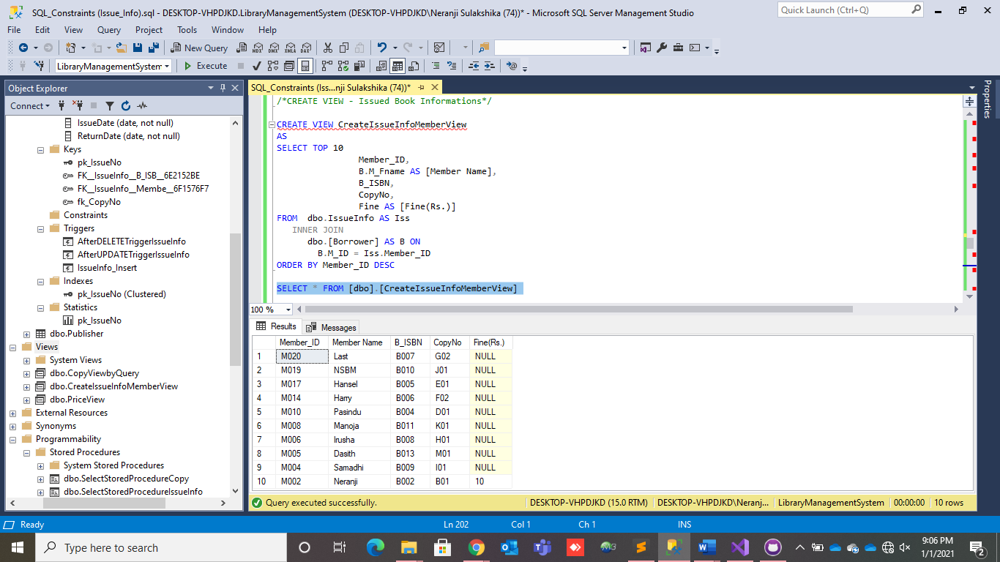 SQL_Constraints (Issue_Info).sql - DESKTOP-VHPDJKD.LibraryManagementSystem (DESKTOP-VHPDJKD\Neranji Sulakshika (74))* - Microsoft SQL Server Management Studio
Quick Launch (Ctrl+Q)
File Edit View Query Project Tools Window Help
New Query MDX DMX XMLA DAX
LibraryManagementSystem Execute
Object Explorer
Connect
IssueDate (date, not null)
ReturnDate (date, not null)
Keys
pk_IssueNo
FK__IssueInfo__B_ISB__6E2152BE
FK__IssueInfo__Membe__6F1576F7
fk_CopyNo
Constraints
Triggers
AfterDELETETriggerIssueInfo
AfterUPDATETriggerIssueInfo
IssueInfo_Insert
Indexes
pk_IssueNo (Clustered)
Statistics
pk_IssueNo
dbo.Publisher
Views
System Views
dbo.CopyViewbyQuery
dbo.CreateIssueInfoMemberView
dbo.PriceView
External Resources
Synonyms
Programmability
Stored Procedures
System Stored Procedures
dbo.SelectStoredProcedureCopy
dbo.SelectStoredProcedureIssueInfo
SQL_Constraints (Iss...nji Sulakshika (74))*
/*CREATE VIEW - Issued Book Informations*/
CREATE VIEW CreateIssueInfoMemberView
AS
SELECT TOP 10
Member_ID,
B.M_Fname AS [Member Name],
B_ISBN,
CopyNo,
Fine AS [Fine(Rs.)]
FROM dbo.IssueInfo AS Iss
INNER JOIN
dbo.[Borrower] AS B ON
B.M_ID = Iss.Member_ID
ORDER BY Member_ID DESC
SELECT * FROM [dbo].[CreateIssueInfoMemberView]
100 %
Results Messages
Member_ID Member Name B_ISBN CopyNo Fine(Rs.)
1 M020 Last B007 G02 NULL
2 M019 NSBM B010 J01 NULL
3 M017 Hansel B005 E01 NULL
4 M014 Harry B006 F02 NULL
5 M010 Pasindu B004 D01 NULL
6 M008 Manoja B011 K01 NULL
7 M006 Irusha B008 H01 NULL
8 M005 Dasith B013 M01 NULL
9 M004 Samadhi B009 I01 NULL
10 M002 Neranji B002 B01 10
Query executed successfully. DESKTOP-VHPDJKD (15.0 RTM) DESKTOP-VHPDJKD\Neranj... LibraryManagementSystem 00:00:00 10 rows
Properties
Ready Ln 202 Col 1 Ch 1 INS
Type here to search
9:06 PM
1/1/2021
2